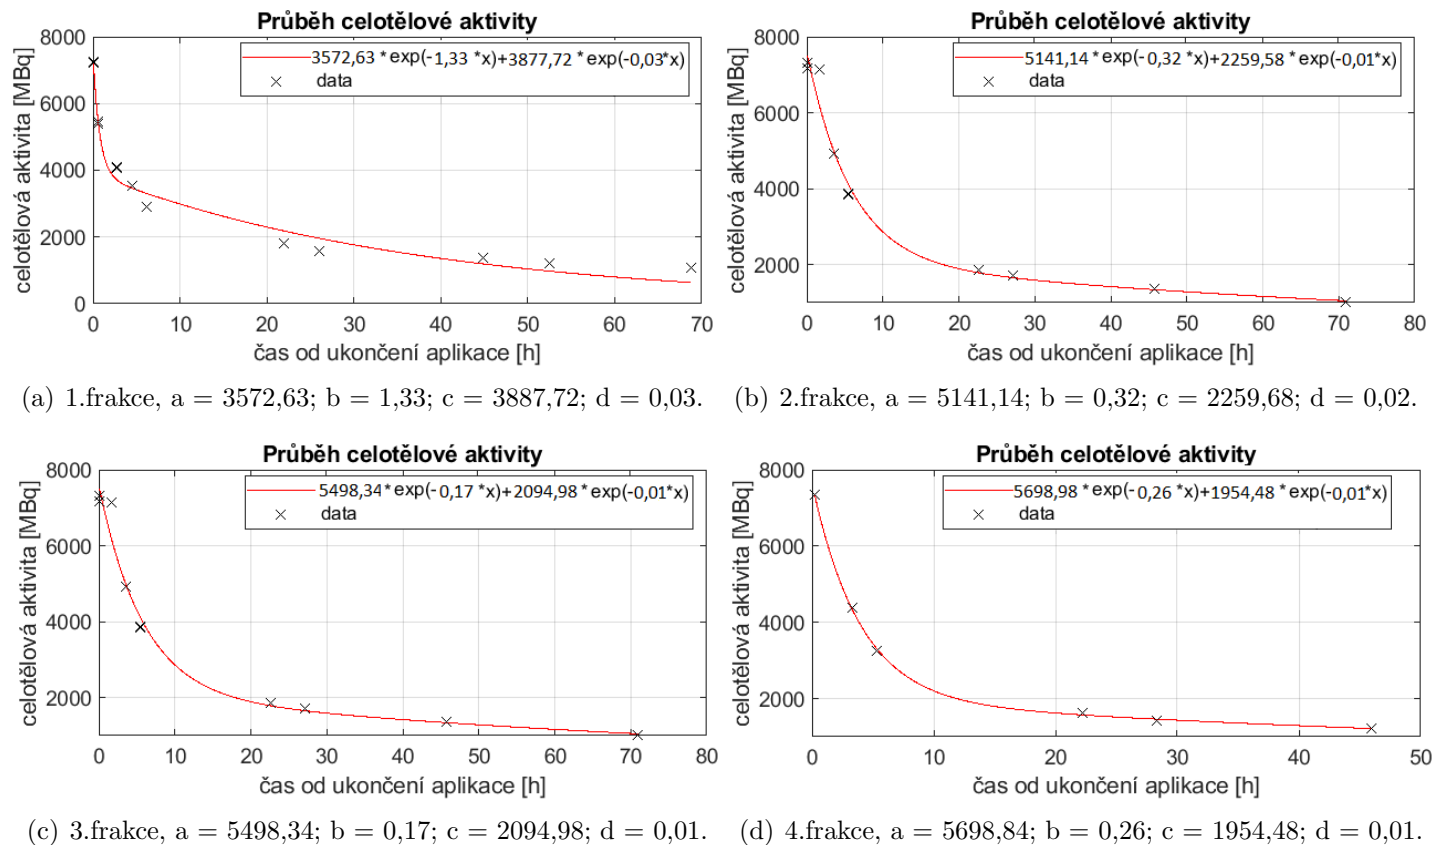 Průběh celotělové aktivity
celotělová aktivita [MBq]
8000
6000
4000
2000
0
3572,63 * exp(-1,33 *x)+3877,72 * exp(-0,03*x)
data
0 10 20 30 40 50 60 70
čas od ukončení aplikace [h]
(a) 1.frakce, a = 3572,63; b = 1,33; c = 3887,72; d = 0,03.
Průběh celotělové aktivity
celotělová aktivita [MBq]
8000
6000
4000
2000
5141,14 * exp(-0,32 *x)+2259,58 * exp(-0,01*x)
data
0 10 20 30 40 50 60 70 80
čas od ukončení aplikace [h]
(b) 2.frakce, a = 5141,14; b = 0,32; c = 2259,68; d = 0,02.
Průběh celotělové aktivity
celotělová aktivita [MBq]
8000
6000
4000
2000
5498,34* exp(-0,17 *x)+2094,98 * exp(-0,01*x)
data
0 10 20 30 40 50 60 70 80
čas od ukončení aplikace [h]
(c) 3.frakce, a = 5498,34; b = 0,17; c = 2094,98; d = 0,01.
Průběh celotělové aktivity
celotělová aktivita [MBq]
8000
6000
4000
2000
5698,98 * exp(-0,26 *x)+1954,48 * exp(-0,01*x)
data
0 10 20 30 40 50
čas od ukončení aplikace [h]
(d) 4.frakce, a = 5698,84; b = 0,26; c = 1954,48; d = 0,01.